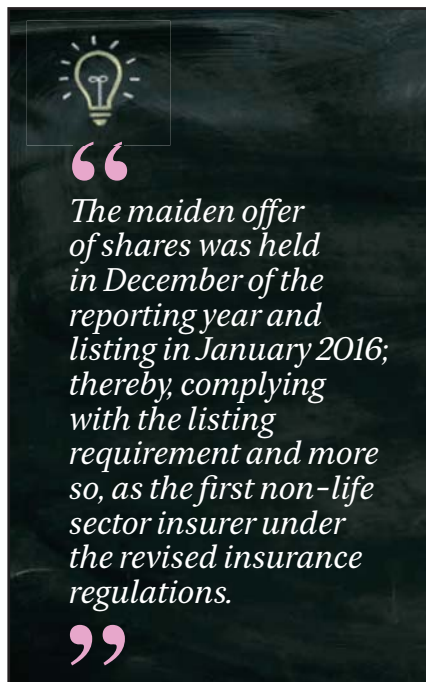 “
The maiden offer
of shares was held
in December of the
reporting year and
listing in January 2016;
thereby, complying
with the listing
requirement and more
so, as the first non-life
sector insurer under
the revised insurance
regulations.
”